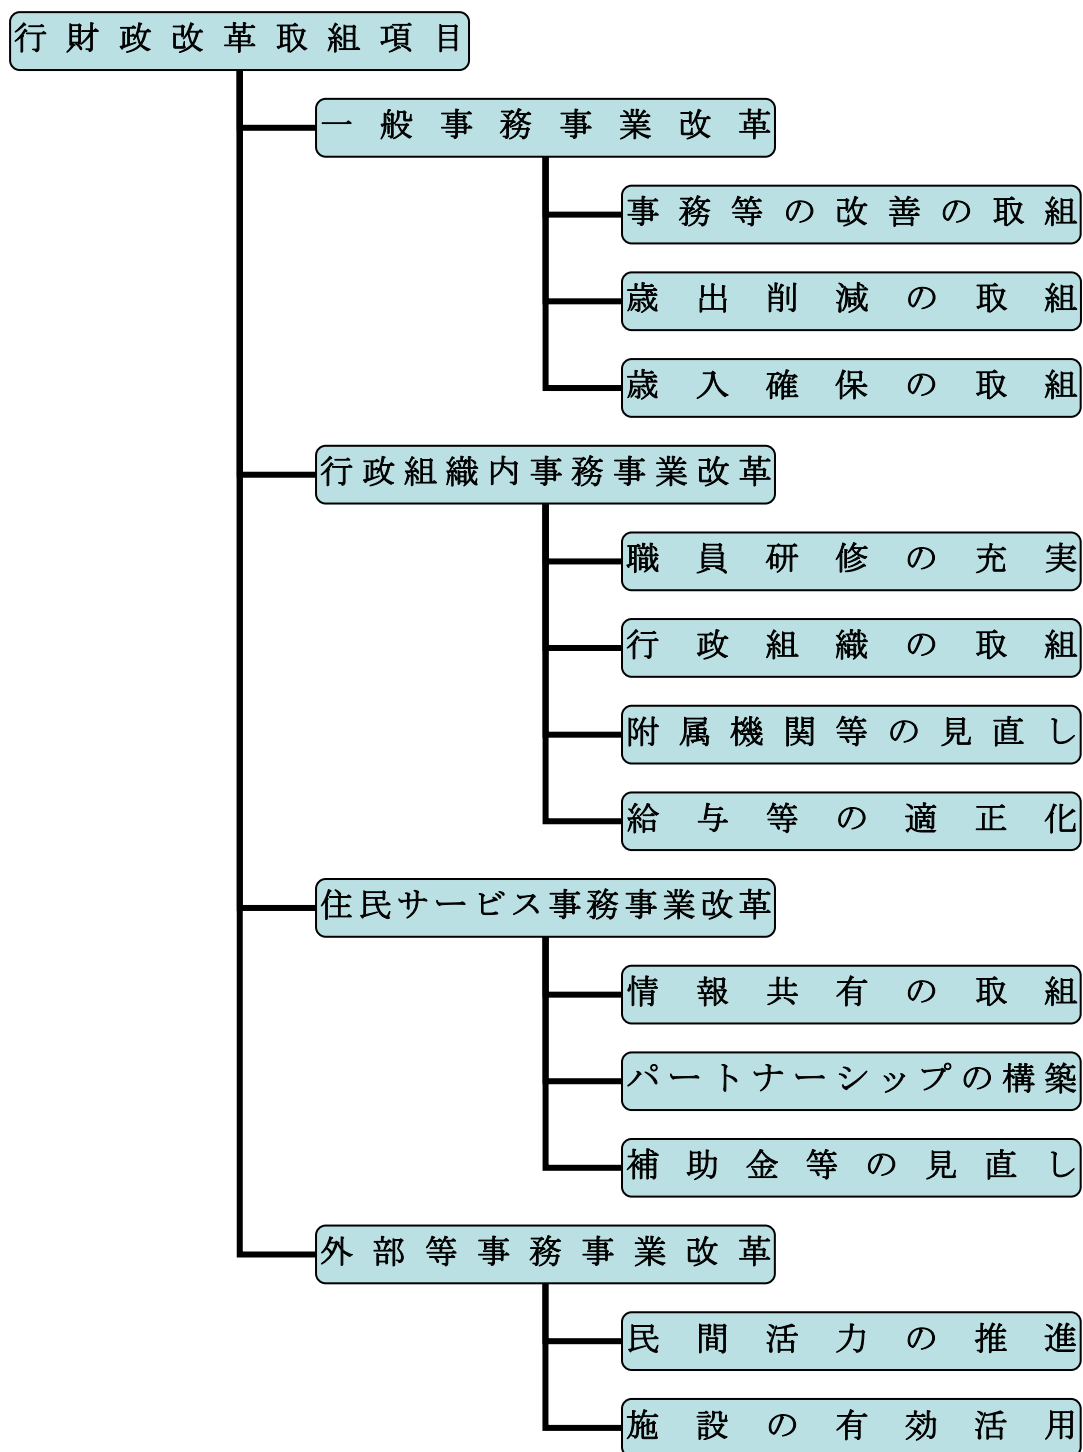 行財政改革取組項目
一般事務事業改革
事務等の改善の取組
歳出削減の取組
歳入確保の取組
行政組織内事務事業改革
職員研修の充実
行政組織の取組
附属機関等の見直し
給与等の適正化
住民サービス事務事業改革
情報共有の取組
パートナーシップの構築
補助金等の見直し
外部等事務事業改革
民間活力の推進
施設の有効活用